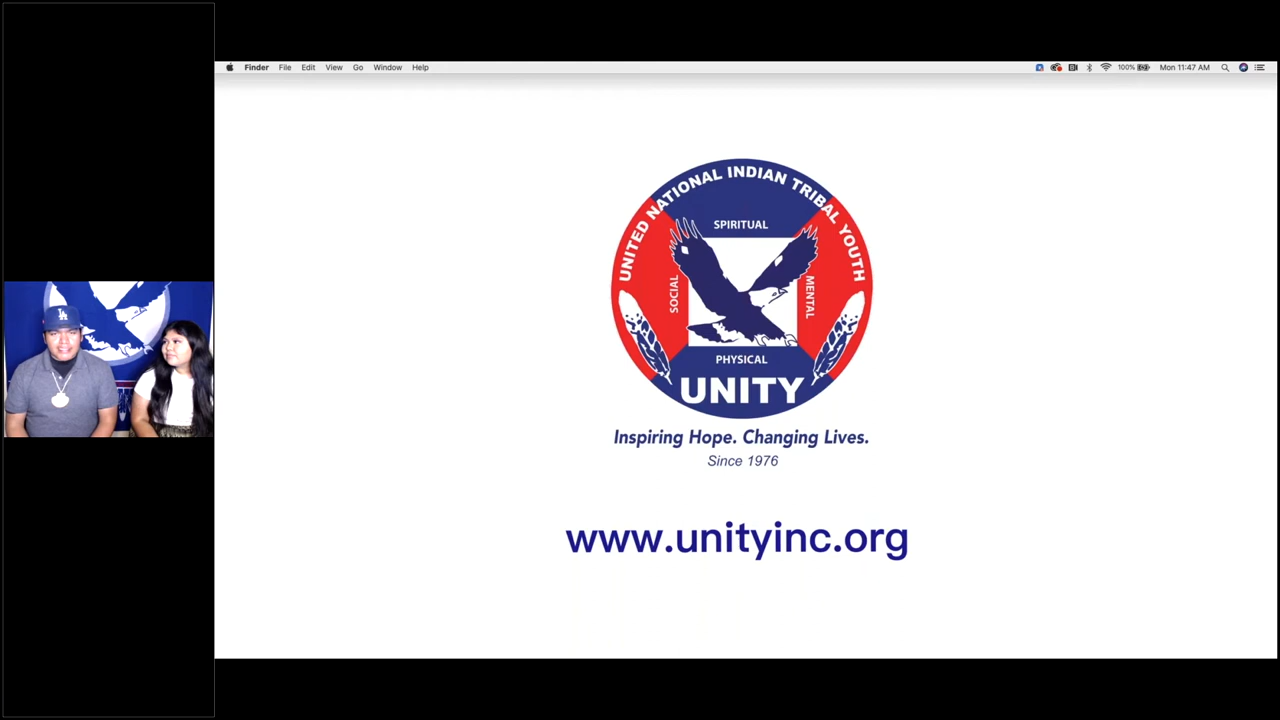 Finder File Edit View Go Window Help
100% Mon 11:47 AM
UNITED NATIONAL INDIAN TRIBAL YOUTH
SPIRITUAL
SOCIAL
MENTAL
PHYSICAL
UNITY
Inspiring Hope. Changing Lives.
Since 1976
www.unityinc.org
LA